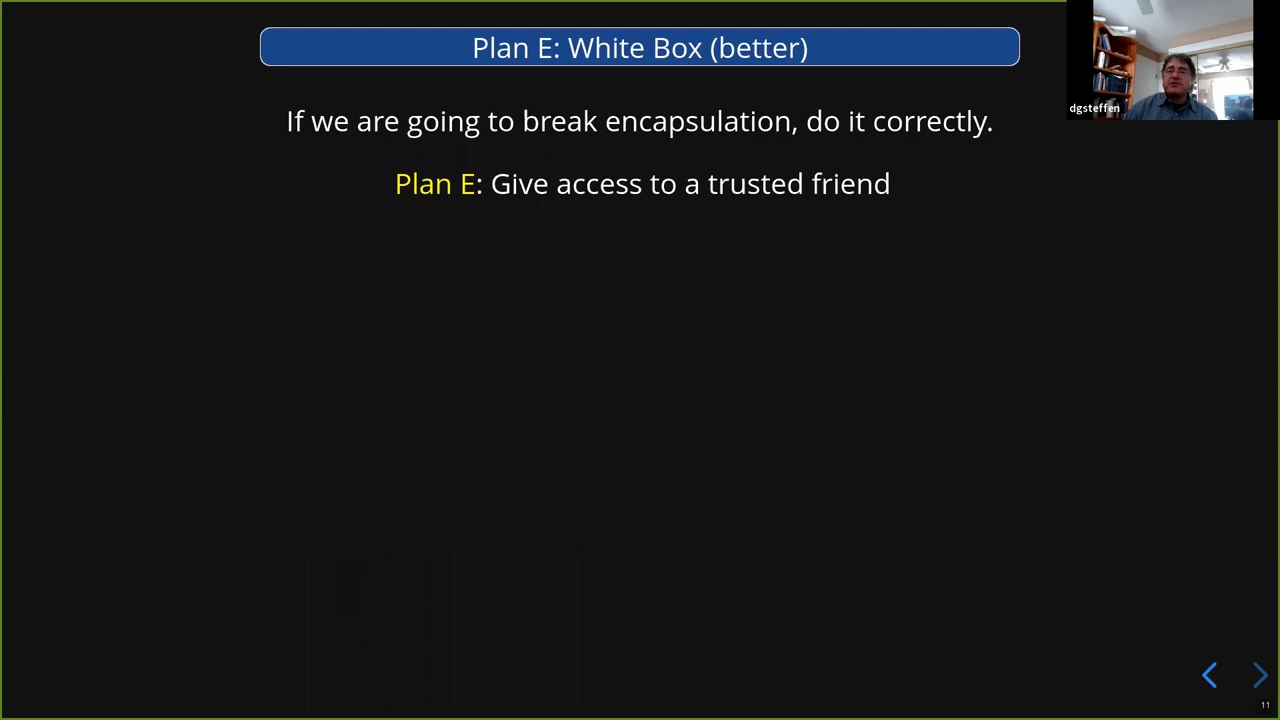 Plan E: White Box (better)
dgsteffen
If we are going to break encapsulation, do it correctly.
Plan E: Give access to a trusted friend
11